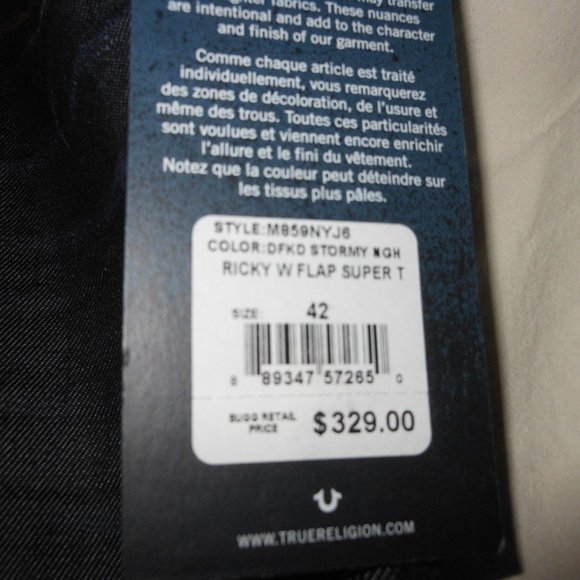 may transfer
fabrics. These nuances
are intentional and add to the character
and finish of our garment.
Comme chaque article est traité
individuellement, vous remarquerez
des zones de décoloration, de l'usure et
même des trous. Toutes ces particularités
sont voulues et viennent encore enrichir
l'allure et le fini du vêtement.
Notez que la couleur peut déteindre sur
les tissus plus pâles.
STYLE:M859NYJ6
COLOR:DFKD STORMY NGH
RICKY W FLAP SUPER T
SIZE: 42
8 89347 57265 0
SUGG RETAIL
PRICE $329.00
WWW.TRUERELIGION.COM